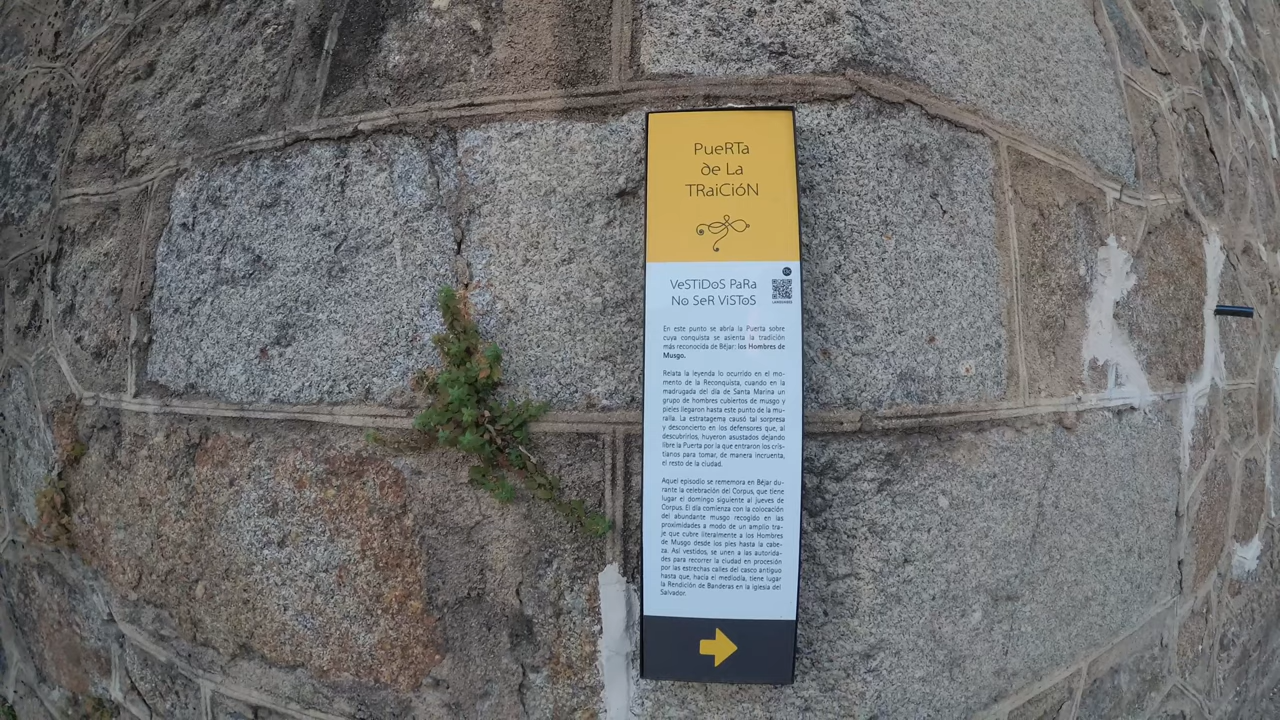 PueRTa
de La
TRaiCióN
VeSTiDoS PaRa
No SeR ViSToS
En este punto se abría la Puerta sobre
cuya conquista se asienta la tradición
más reconocida de Béjar: los Hombres de
Musgo.
Relata la leyenda lo ocurrido en el mo-
mento de la Reconquista, cuando en la
madrugada del día de Santa Marina un
grupo de hombres cubiertos de musgo y
pieles llegaron hasta este punto de la mu-
ralla. La estratagema causó tal sorpresa
y desconcierto en los defensores que, al
descubrirlos, huyeron asustados dejando
libre la Puerta por la que entraron los cris-
tianos para tomar, de manera incruenta,
el resto de la ciudad.
Aquel episodio se rememora en Béjar du-
rante la celebración del Corpus, que tiene
lugar el domingo siguiente al jueves de
Corpus. El día comienza con la colocación
del abundante musgo recogido en las
proximidades a modo de un amplio tra-
je que cubre literalmente a los Hombres
de Musgo desde los pies hasta la cabe-
za. Así vestidos, se unen a las autorida-
des para recorrer la ciudad en procesión
por las estrechas calles del casco antiguo
hasta que, hacia el mediodía, tiene lugar
la Rendición de Banderas en la iglesia del
Salvador.